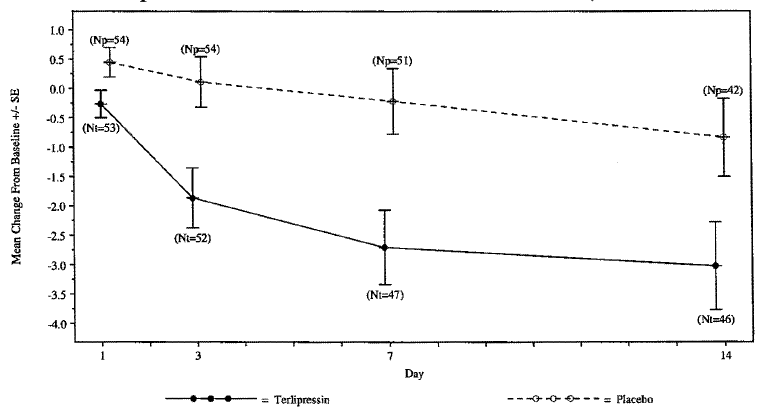 1.0
0.5
0.0
-0.5
-1.0
-1.5
-2.0
-2.5
-3.0
-3.5
-4.0
Mean Change From Baseline +/- SE
(Np=54)
(Np=54)
(Np=51)
(Np=42)
(Nt=53)
(Nt=52)
(Nt=47)
(Nt=46)
1 3 7 14
Day
= Terlipressin = Placebo